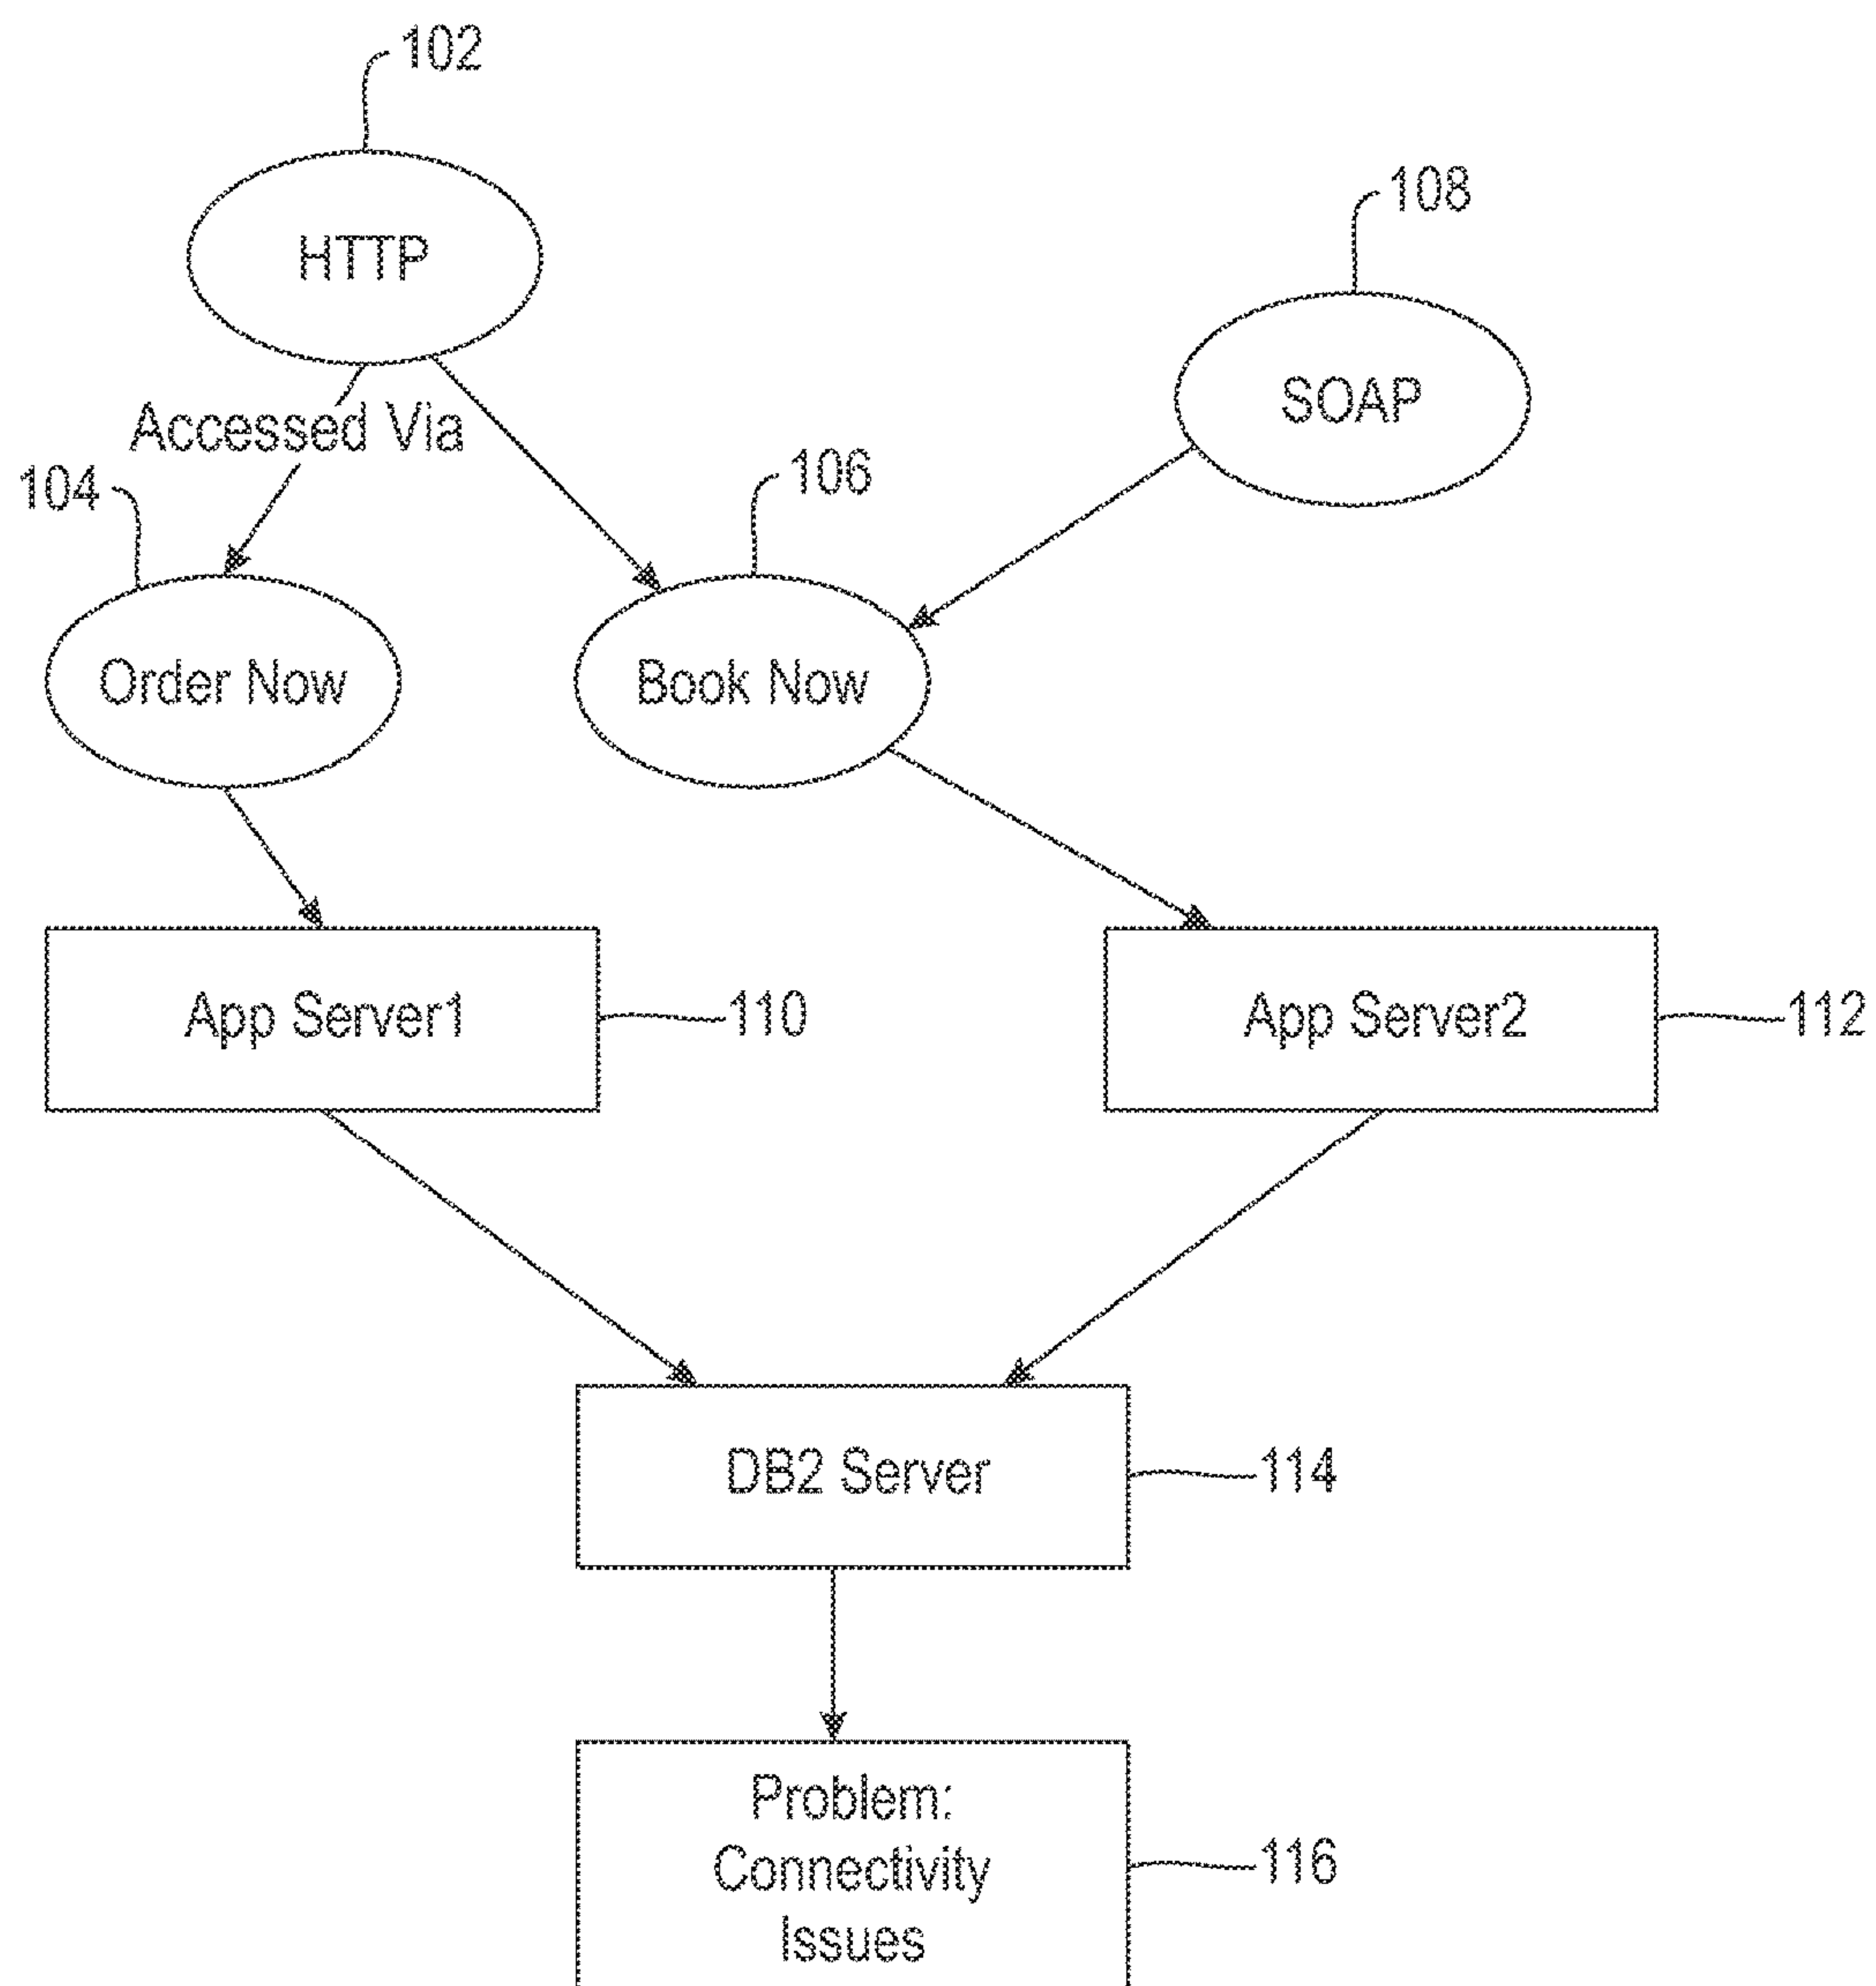 102
HTTP
108
SOAP
Accessed Via
104
106
Order Now
Book Now
App Server1
110
App Server2
112
DB2 Server
114
Problem:
Connectivity
Issues
116